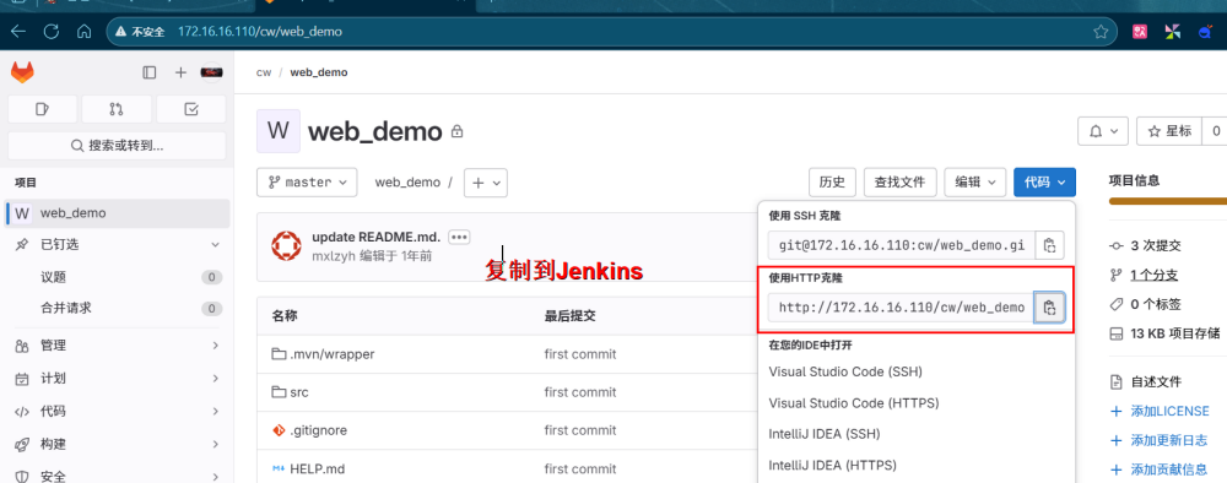 不安全 172.16.16.110/cw/web_demo
cw / web_demo
W web_demo
星标 0
搜索或转到...
master web_demo / +
历史 查找文件 编辑 代码
项目信息
项目
W web_demo
已钉选
议题 0
合并请求 0
管理
计划
代码
构建
安全
update README.md.
mxlzyh 编辑于 1年前
复制到Jenkins
名称 最后提交
.mvn/wrapper first commit
src first commit
.gitignore first commit
HELP.md first commit
使用 SSH 克隆
git@172.16.16.110:cw/web_demo.gi
使用HTTP克隆
http://172.16.16.110/cw/web_demo
在您的IDE中打开
Visual Studio Code (SSH)
Visual Studio Code (HTTPS)
IntelliJ IDEA (SSH)
IntelliJ IDEA (HTTPS)
3 次提交
1 个分支
0 个标签
13 KB 项目存储
自述文件
添加LICENSE
添加更新日志
添加贡献信息